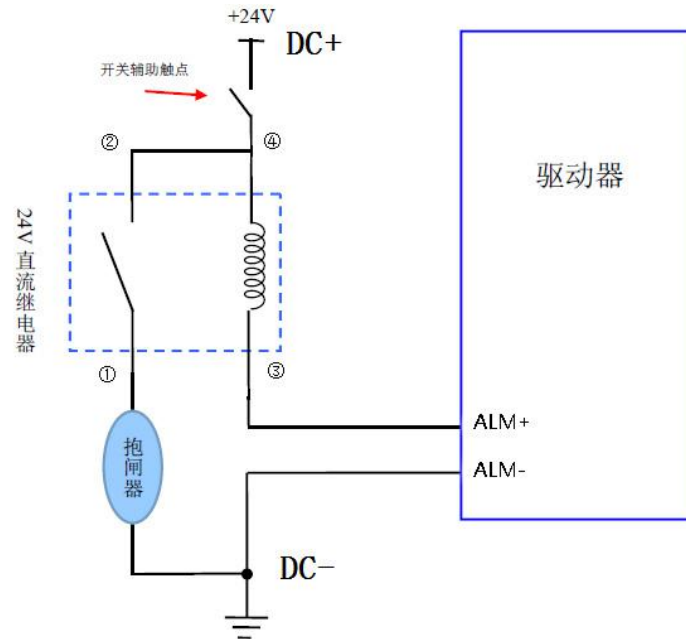 +24V
DC+
开关辅助触点
②
④
驱动器
24V 直流继电器
①
③
ALM+
抱闸器
ALM-
DC-